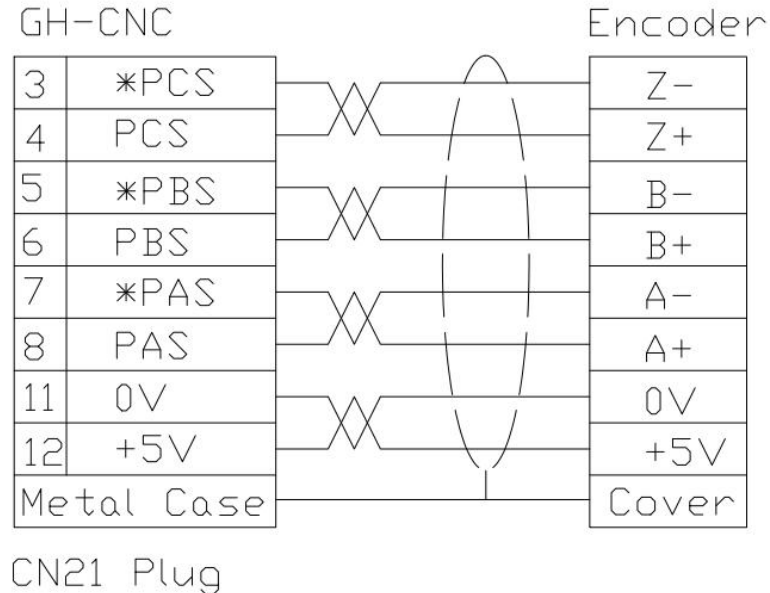 GH-CNC Encoder
3 *PCS Z-
4 PCS Z+
5 *PBS B-
6 PBS B+
7 *PAS A-
8 PAS A+
11 0V 0V
12 +5V +5V
Metal Case Cover
CN21 Plug